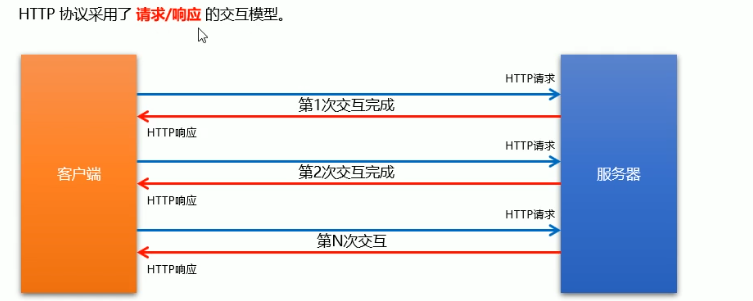 HTTP 协议采用了 请求/响应 的交互模型。
HTTP请求
第1次交互完成
HTTP响应
HTTP请求
客户端
第2次交互完成
服务器
HTTP响应
HTTP请求
第N次交互
HTTP响应